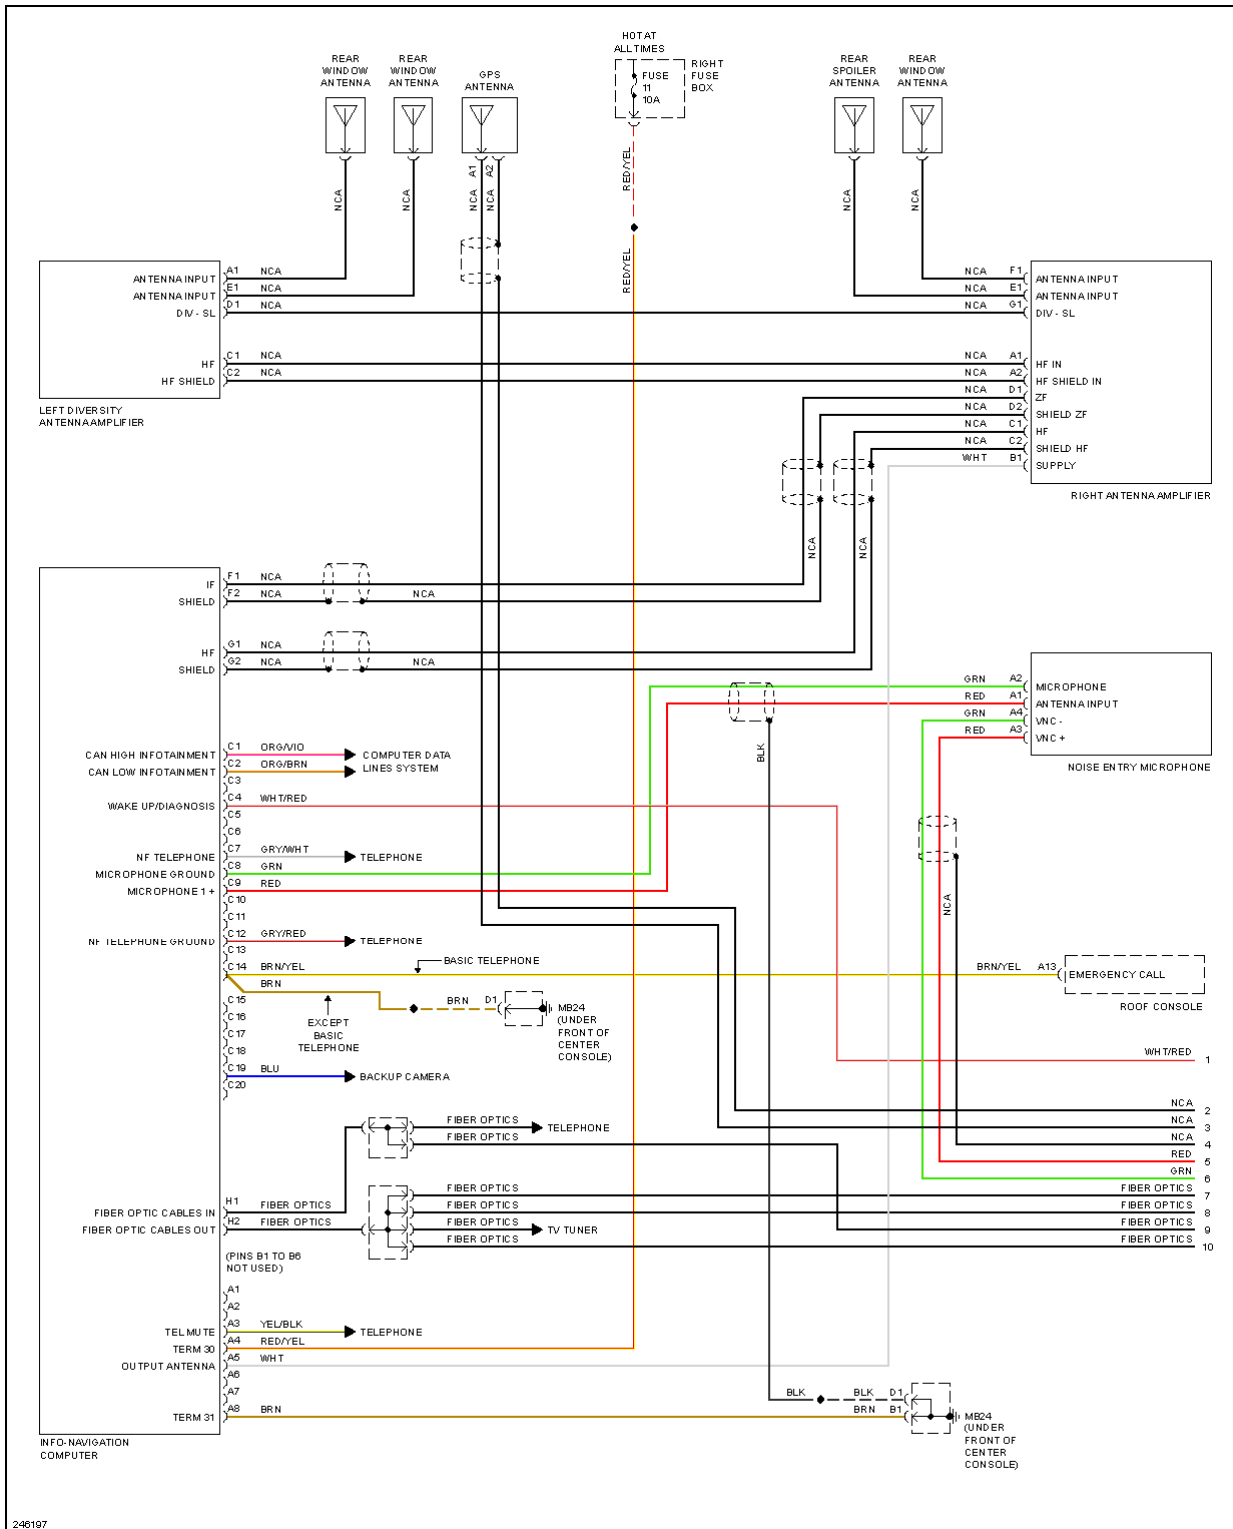 HOT AT
ALL TIMES
REAR
WINDOW
ANTENNA
REAR
WINDOW
ANTENNA
GPS
ANTENNA
FUSE
11
10A
RIGHT
FUSE
BOX
REAR
SPOILER
ANTENNA
REAR
WINDOW
ANTENNA
NCA
NCA
A1
NCA
A2
NCA
RED/YEL
RED/YEL
NCA
NCA
ANTENNA INPUT A1 NCA
ANTENNA INPUT E1 NCA
DIV - SL D1 NCA
HF C1 NCA
HF SHIELD C2 NCA
LEFT DIVERSITY
ANTENNA AMPLIFIER
NCA F1 ANTENNA INPUT
NCA E1 ANTENNA INPUT
NCA G1 DIV - SL
NCA A1 HF IN
NCA A2 HF SHIELD IN
NCA D1 ZF
NCA D2 SHIELD ZF
NCA C1 HF
NCA C2 SHIELD HF
WHT B1 SUPPLY
RIGHT ANTENNA AMPLIFIER
NCA
NCA
IF F1 NCA
SHIELD F2 NCA NCA
HF G1 NCA
SHIELD G2 NCA NCA
GRN A2 MICROPHONE
RED A1 ANTENNA INPUT
GRN A4 VNC -
RED A3 VNC +
NOISE ENTRY MICROPHONE
BLK
NCA
CAN HIGH INFOTAINMENT C1 ORG/VIO COMPUTER DATA
CAN LOW INFOTAINMENT C2 ORG/BRN LINES SYSTEM
C3
WAKE UP/DIAGNOSIS C4 WHT/RED
C5
C6
NF TELEPHONE C7 GRY/WHT TELEPHONE
MICROPHONE GROUND C8 GRN
MICROPHONE 1 + C9 RED
C10
C11
NF TELEPHONE GROUND C12 GRY/RED TELEPHONE
C13
C14 BRN/YEL BASIC TELEPHONE BRN/YEL A13 EMERGENCY CALL
ROOF CONSOLE
BRN
EXCEPT
BASIC
TELEPHONE
BRN D1 MB24
(UNDER
FRONT OF
CENTER
CONSOLE)
C15
C16
C17
C18
C19 BLU BACKUP CAMERA
C20
WHT/RED 1
NCA 2
NCA 3
NCA 4
RED 5
GRN 6
FIBER OPTICS 7
FIBER OPTICS 8
FIBER OPTICS 9
FIBER OPTICS 10
FIBER OPTICS TELEPHONE
FIBER OPTICS
FIBER OPTICS
FIBER OPTICS
FIBER OPTICS TV TUNER
FIBER OPTICS
FIBER OPTIC CABLES IN H1 FIBER OPTICS
FIBER OPTIC CABLES OUT H2 FIBER OPTICS
(PINS B1 TO B6
NOT USED)
A1
A2
TEL MUTE A3 YEL/BLK TELEPHONE
TERM 30 A4 RED/YEL
OUTPUT ANTENNA A5 WHT
A6
A7
TERM 31 A8 BRN
BLK BLK D1
BRN B1 MB24
(UNDER
FRONT OF
CENTER
CONSOLE)
INFO-NAVIGATION
COMPUTER
246197